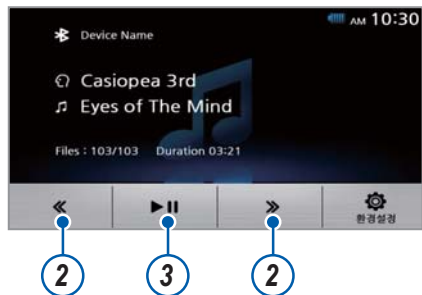 AM 10:30
Device Name
Casiopea 3rd
Eyes of The Mind
Files : 103/103 Duration 03:21
환경설정
2 3 2